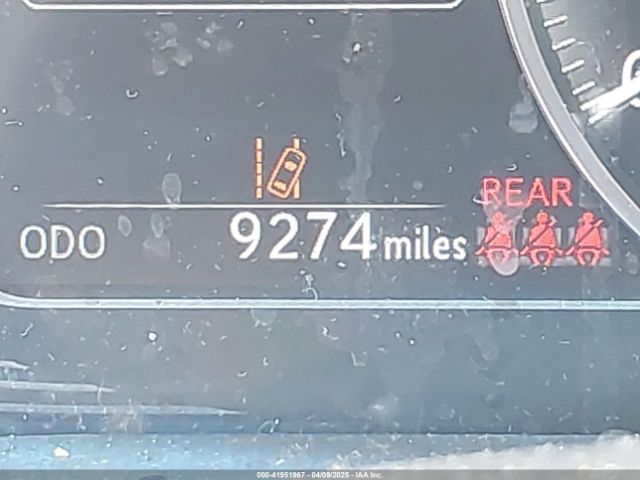 REAR
ODO 9274 miles
000-41951967 - 04/09/2025 - IAA Inc.